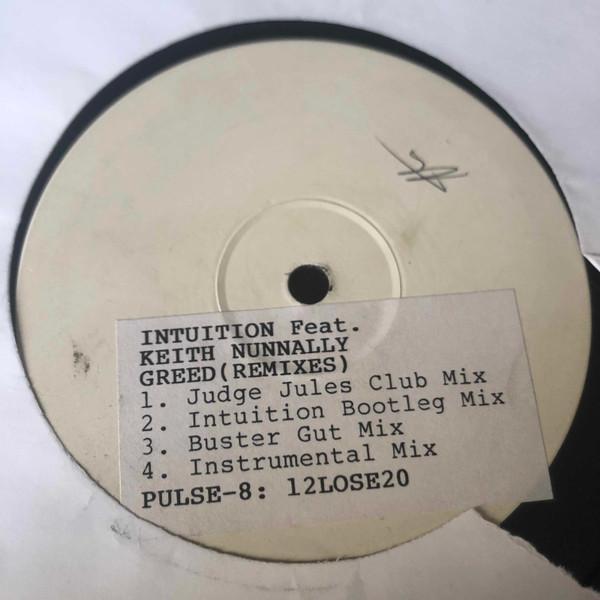 INTUITION Feat.
KEITH NUNNALLY
GREED(REMIXES)
1. Judge Jules Club Mix
2. Intuition Bootleg Mix
3. Buster Gut Mix
4. Instrumental Mix
PULSE-8: 12LOSE20